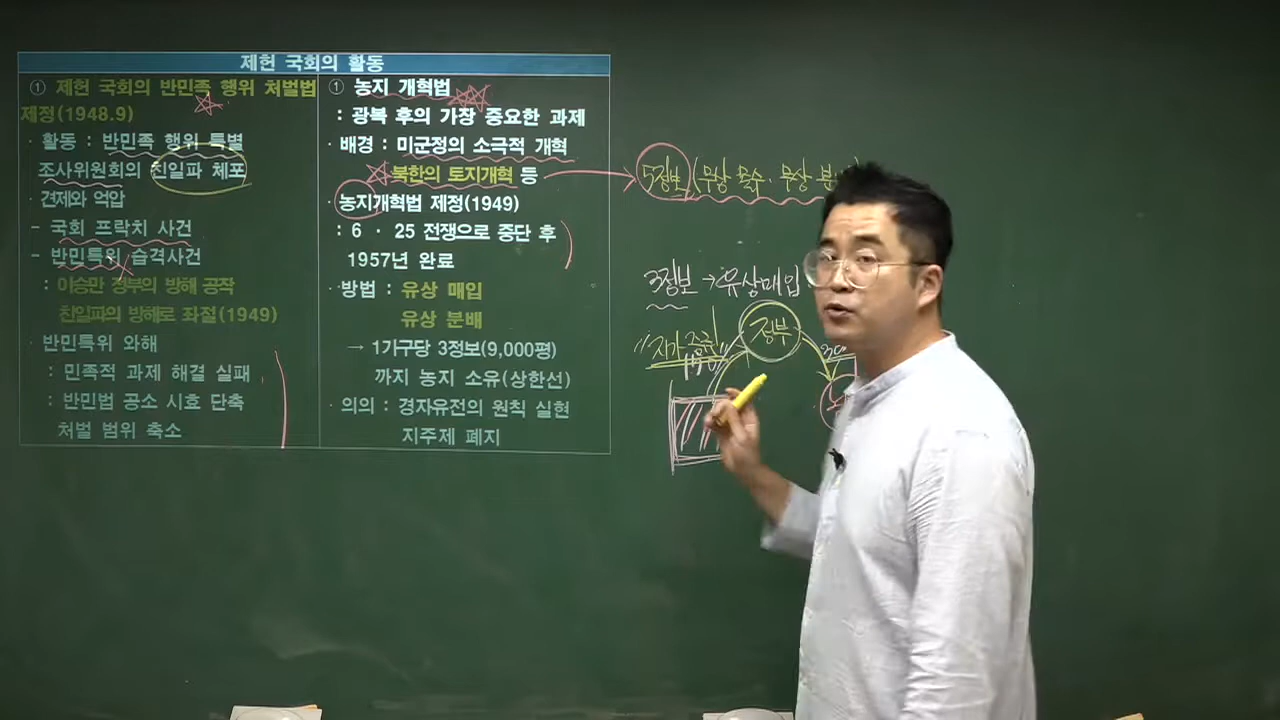 제헌 국회의 활동
① 제헌 국회의 반민족 행위 처벌법
제정(1948.9)
· 활동 : 반민족 행위 특별
조사위원회의 친일파 체포
· 견제와 억압
- 국회 프락치 사건
- 반민특위 습격사건
: 이승만 정부의 방해 공작
친일파의 방해로 좌절(1949)
· 반민특위 와해
: 민족적 과제 해결 실패
: 반민법 공소 시효 단축
처벌 범위 축소
① 농지 개혁법
: 광복 후의 가장 중요한 과제
· 배경 : 미군정의 소극적 개혁
북한의 토지개혁 등
· 농지개혁법 제정(1949)
: 6 · 25 전쟁으로 중단 후
1957년 완료
· 방법 : 유상 매입
유상 분배
→ 1가구당 3정보(9,000평)
까지 농지 소유(상한선)
· 의의 : 경자유전의 원칙 실현
지주제 폐지
5정보 (무상 몰수·무상 분
3정보 → 유상매입
정부
지가증권